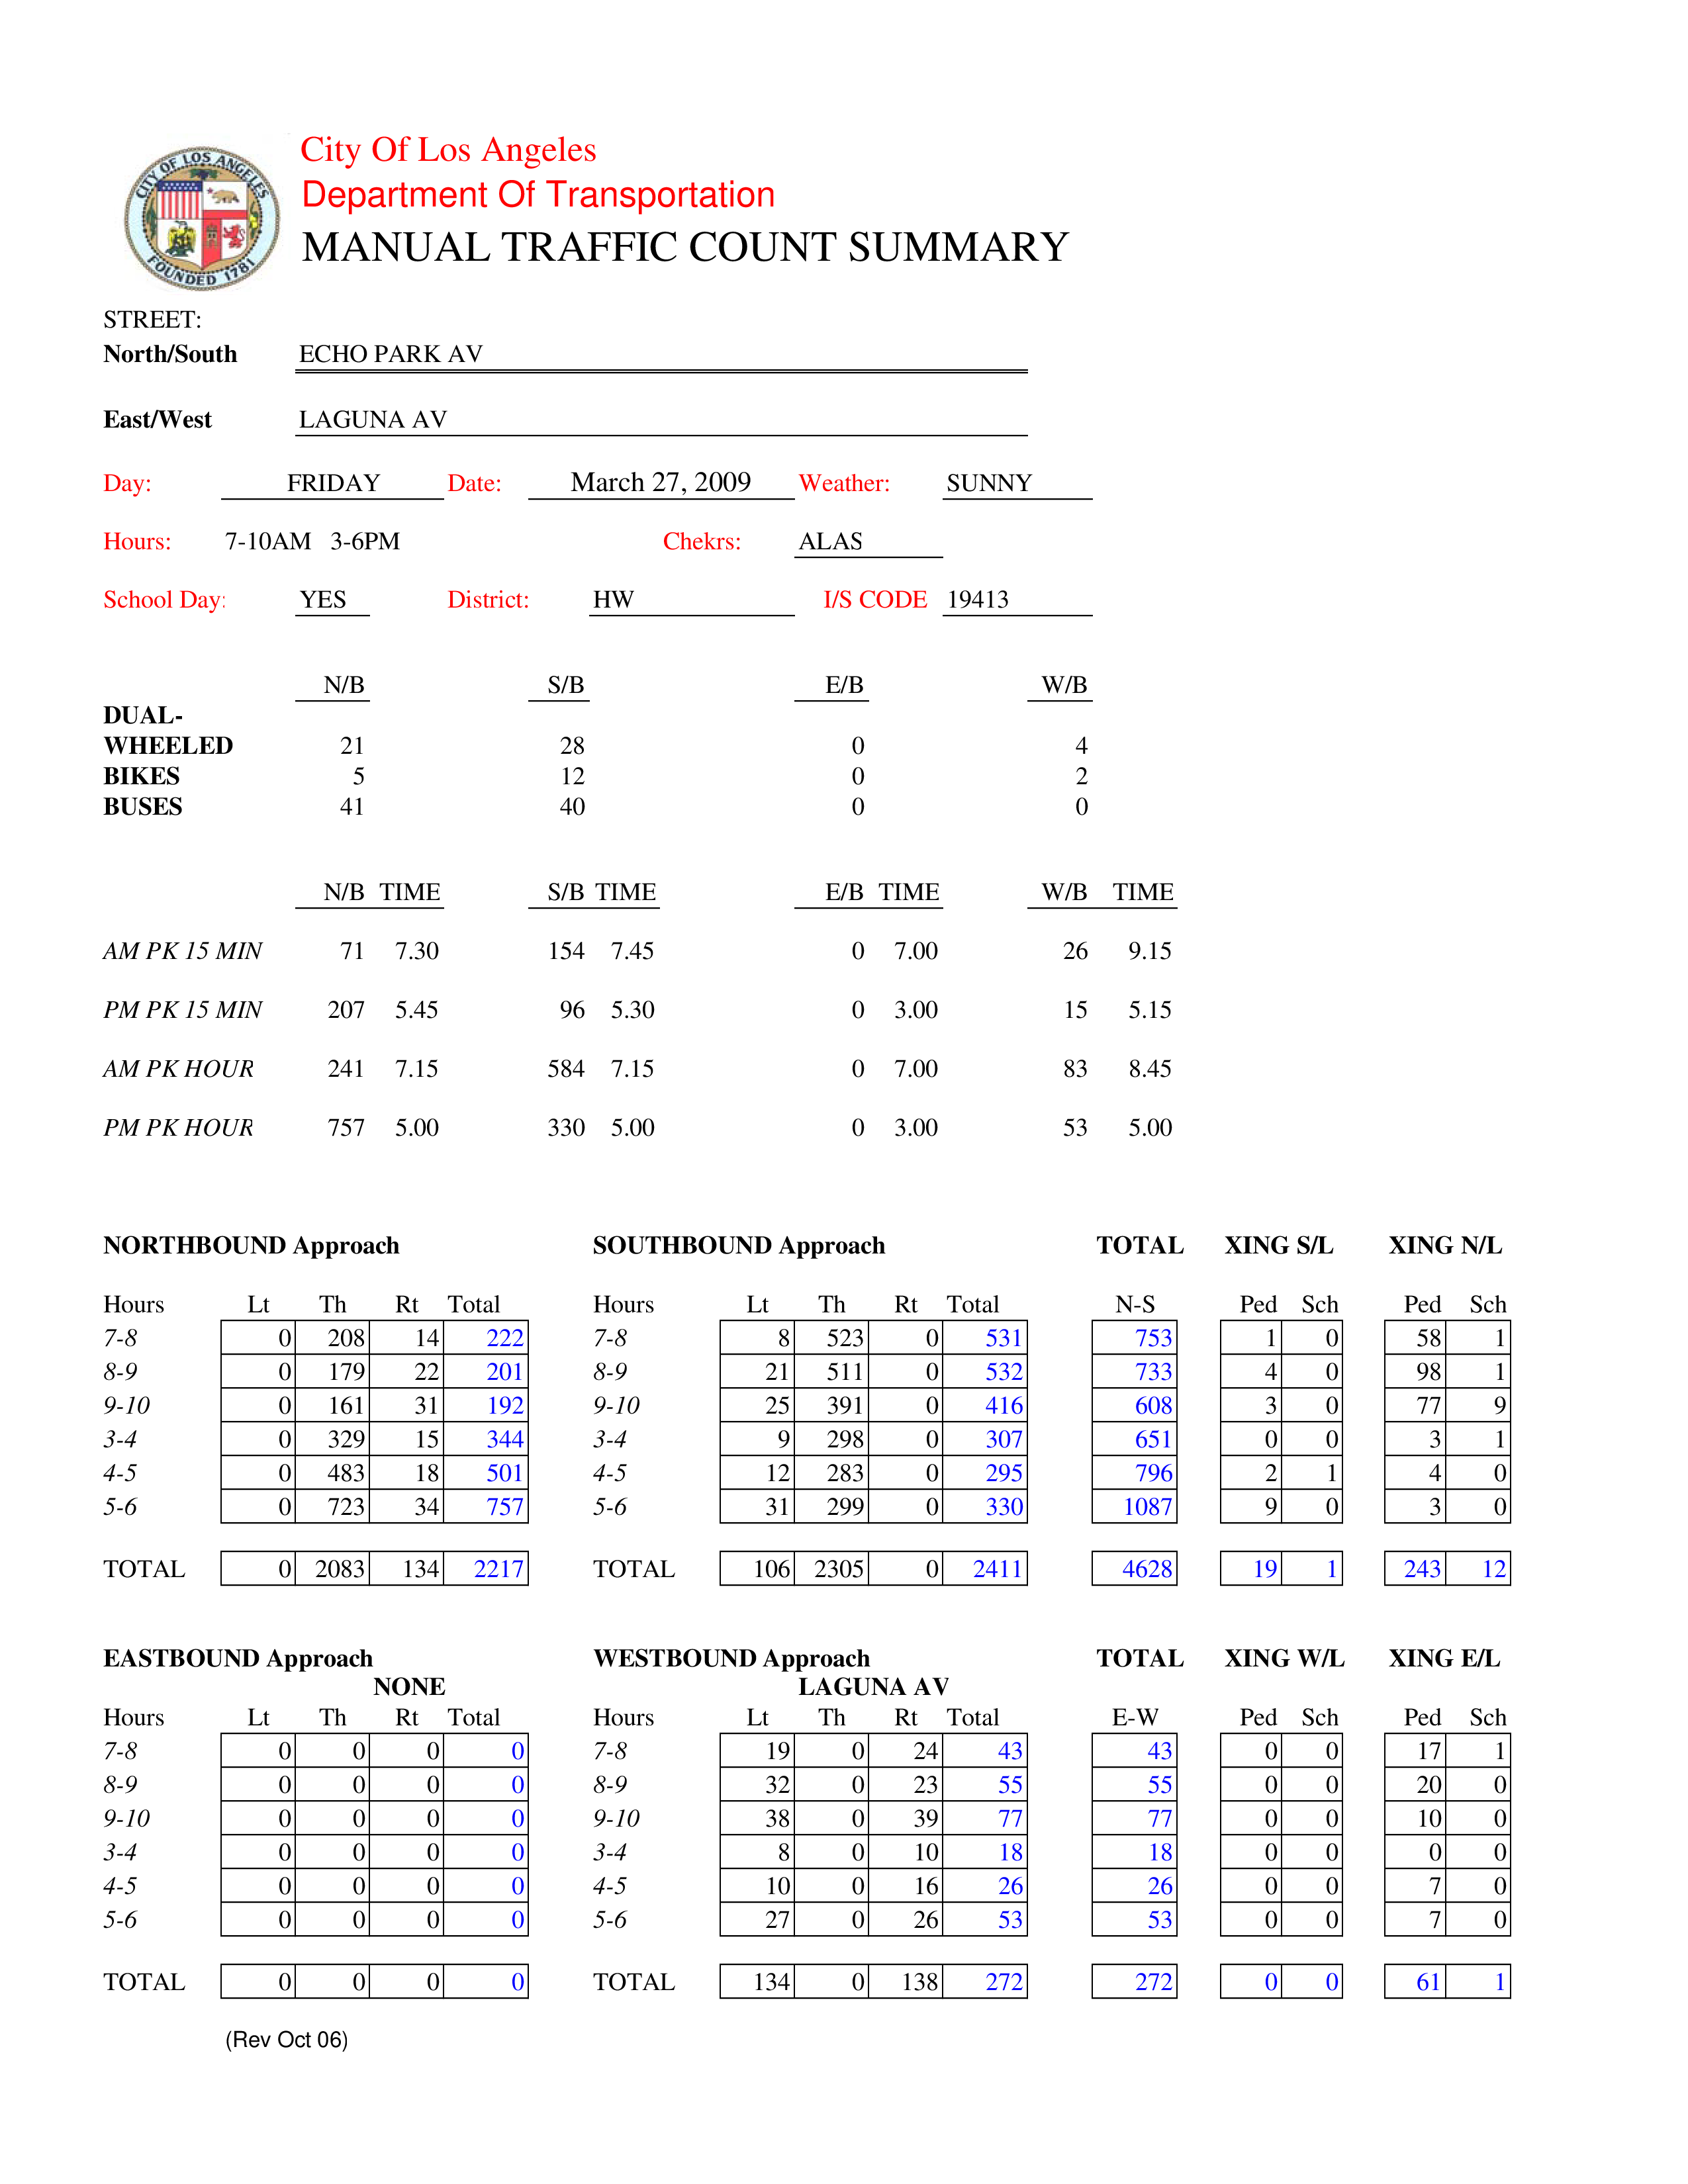 CITY OF LOS ANGELES
FOUNDED 1781
City Of Los Angeles
Department Of Transportation
MANUAL TRAFFIC COUNT SUMMARY
STREET:
North/South ECHO PARK AV
East/West LAGUNA AV
Day: FRIDAY Date: March 27, 2009 Weather: SUNNY
Hours: 7-10AM 3-6PM Chekrs: ALAS
School Day: YES District: HW I/S CODE 19413
N/B S/B E/B W/B
DUAL-
WHEELED 21 28 0 4
BIKES 5 12 0 2
BUSES 41 40 0 0
N/B TIME S/B TIME E/B TIME W/B TIME
AM PK 15 MIN 71 7.30 154 7.45 0 7.00 26 9.15
PM PK 15 MIN 207 5.45 96 5.30 0 3.00 15 5.15
AM PK HOUR 241 7.15 584 7.15 0 7.00 83 8.45
PM PK HOUR 757 5.00 330 5.00 0 3.00 53 5.00
NORTHBOUND Approach SOUTHBOUND Approach TOTAL XING S/L XING N/L
Hours Lt Th Rt Total Hours Lt Th Rt Total N-S Ped Sch Ped Sch
7-8 0 208 14 222 7-8 8 523 0 531 753 1 0 58 1
8-9 0 179 22 201 8-9 21 511 0 532 733 4 0 98 1
9-10 0 161 31 192 9-10 25 391 0 416 608 3 0 77 9
3-4 0 329 15 344 3-4 9 298 0 307 651 0 0 3 1
4-5 0 483 18 501 4-5 12 283 0 295 796 2 1 4 0
5-6 0 723 34 757 5-6 31 299 0 330 1087 9 0 3 0
TOTAL 0 2083 134 2217 TOTAL 106 2305 0 2411 4628 19 1 243 12
EASTBOUND Approach WESTBOUND Approach TOTAL XING W/L XING E/L
NONE LAGUNA AV
Hours Lt Th Rt Total Hours Lt Th Rt Total E-W Ped Sch Ped Sch
7-8 0 0 0 0 7-8 19 0 24 43 43 0 0 17 1
8-9 0 0 0 0 8-9 32 0 23 55 55 0 0 20 0
9-10 0 0 0 0 9-10 38 0 39 77 77 0 0 10 0
3-4 0 0 0 0 3-4 8 0 10 18 18 0 0 0 0
4-5 0 0 0 0 4-5 10 0 16 26 26 0 0 7 0
5-6 0 0 0 0 5-6 27 0 26 53 53 0 0 7 0
TOTAL 0 0 0 0 TOTAL 134 0 138 272 272 0 0 61 1
(Rev Oct 06)